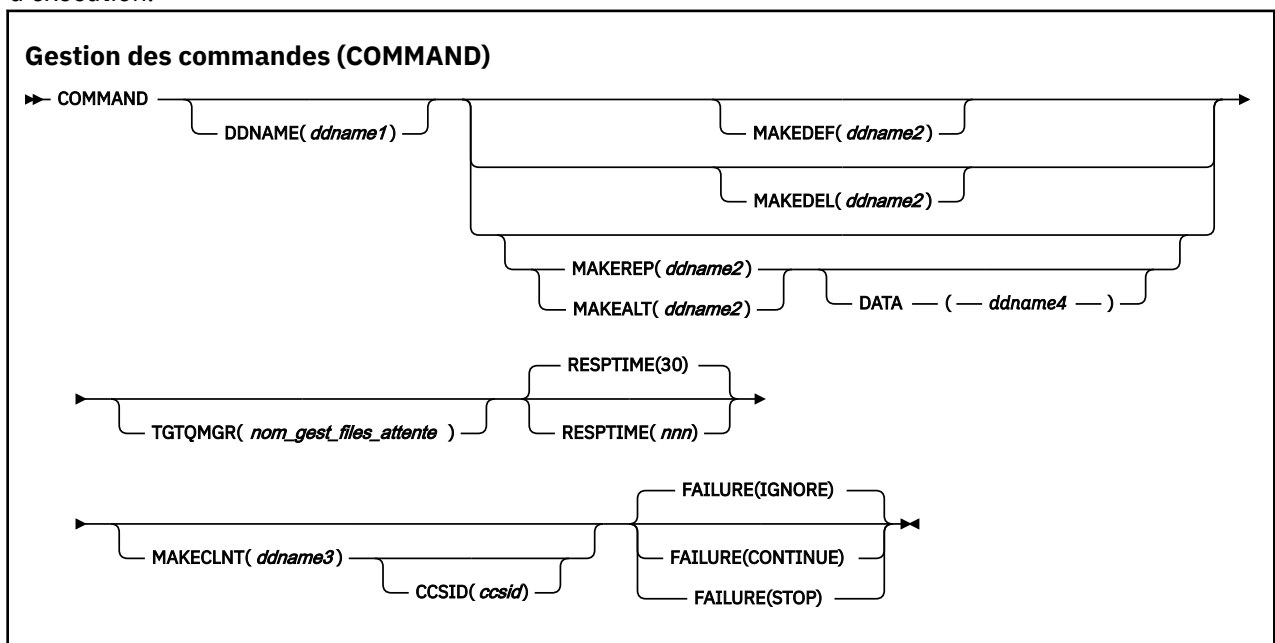 d'exécution.
Gestion des commandes (COMMAND)
COMMAND
DDNAME( ddname1)
MAKEDEF( ddname2)
MAKEDEL( ddname2)
MAKEREP( ddname2)
MAKEALT( ddname2)
DATA ( ddname4 )
RESPTIME(30)
TGTQMGR( nom_gest_files_attente )
RESPTIME( nnn)
FAILURE(IGNORE)
MAKECLNT( ddname3)
FAILURE(CONTINUE)
CCSID( ccsid)
FAILURE(STOP)